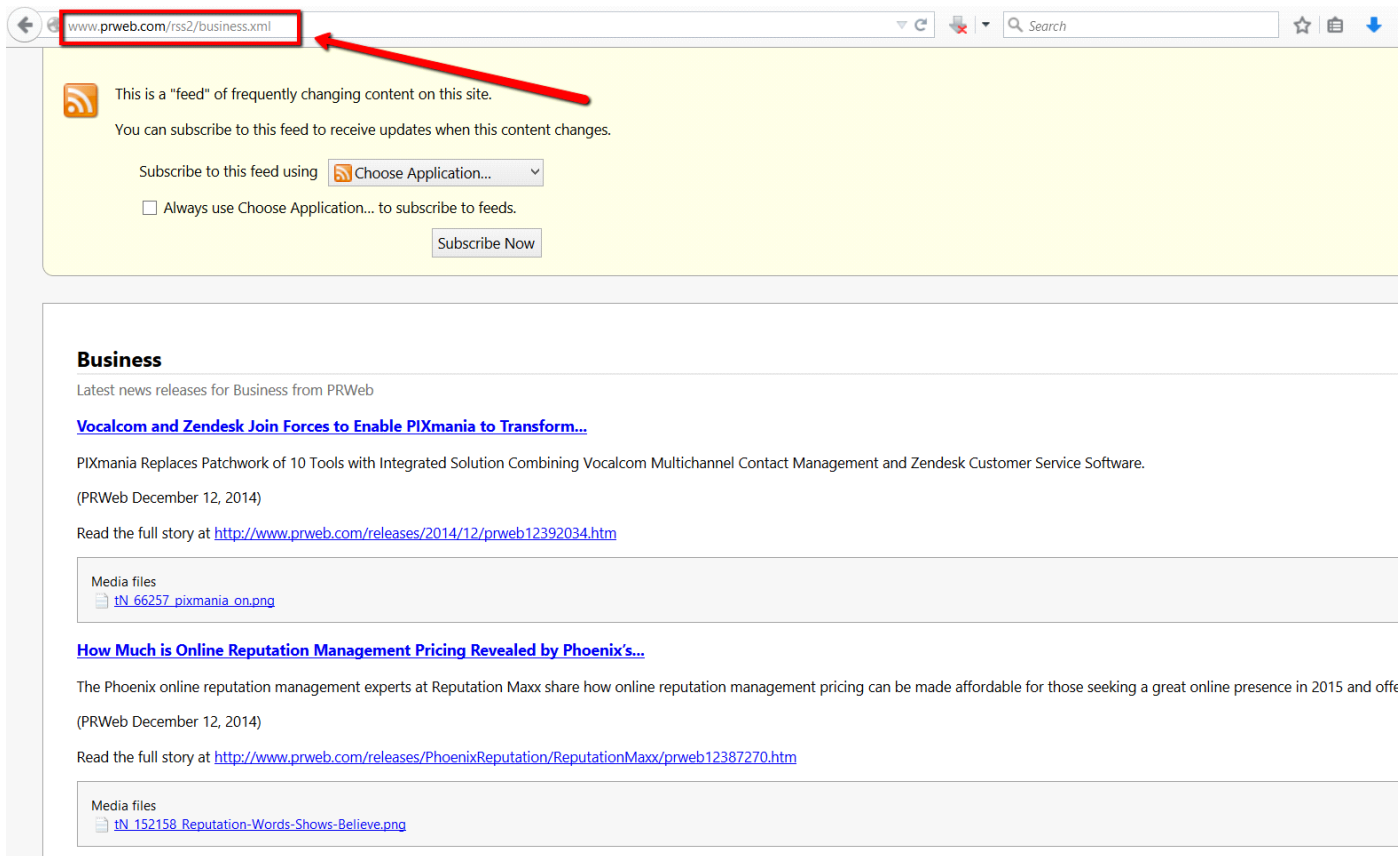 www.prweb.com/rss2/business.xml
Search
This is a "feed" of frequently changing content on this site.
You can subscribe to this feed to receive updates when this content changes.
Subscribe to this feed using Choose Application...
Always use Choose Application... to subscribe to feeds.
Subscribe Now
Business
Latest news releases for Business from PRWeb
Vocalcom and Zendesk Join Forces to Enable PIXmania to Transform...
PIXmania Replaces Patchwork of 10 Tools with Integrated Solution Combining Vocalcom Multichannel Contact Management and Zendesk Customer Service Software.
(PRWeb December 12, 2014)
Read the full story at http://www.prweb.com/releases/2014/12/prweb12392034.htm
Media files
tN_66257_pixmania_on.png
How Much is Online Reputation Management Pricing Revealed by Phoenix’s...
The Phoenix online reputation management experts at Reputation Maxx share how online reputation management pricing can be made affordable for those seeking a great online presence in 2015 and offe
(PRWeb December 12, 2014)
Read the full story at http://www.prweb.com/releases/PhoenixReputation/ReputationMaxx/prweb12387270.htm
Media files
tN_152158_Reputation-Words-Shows-Believe.png